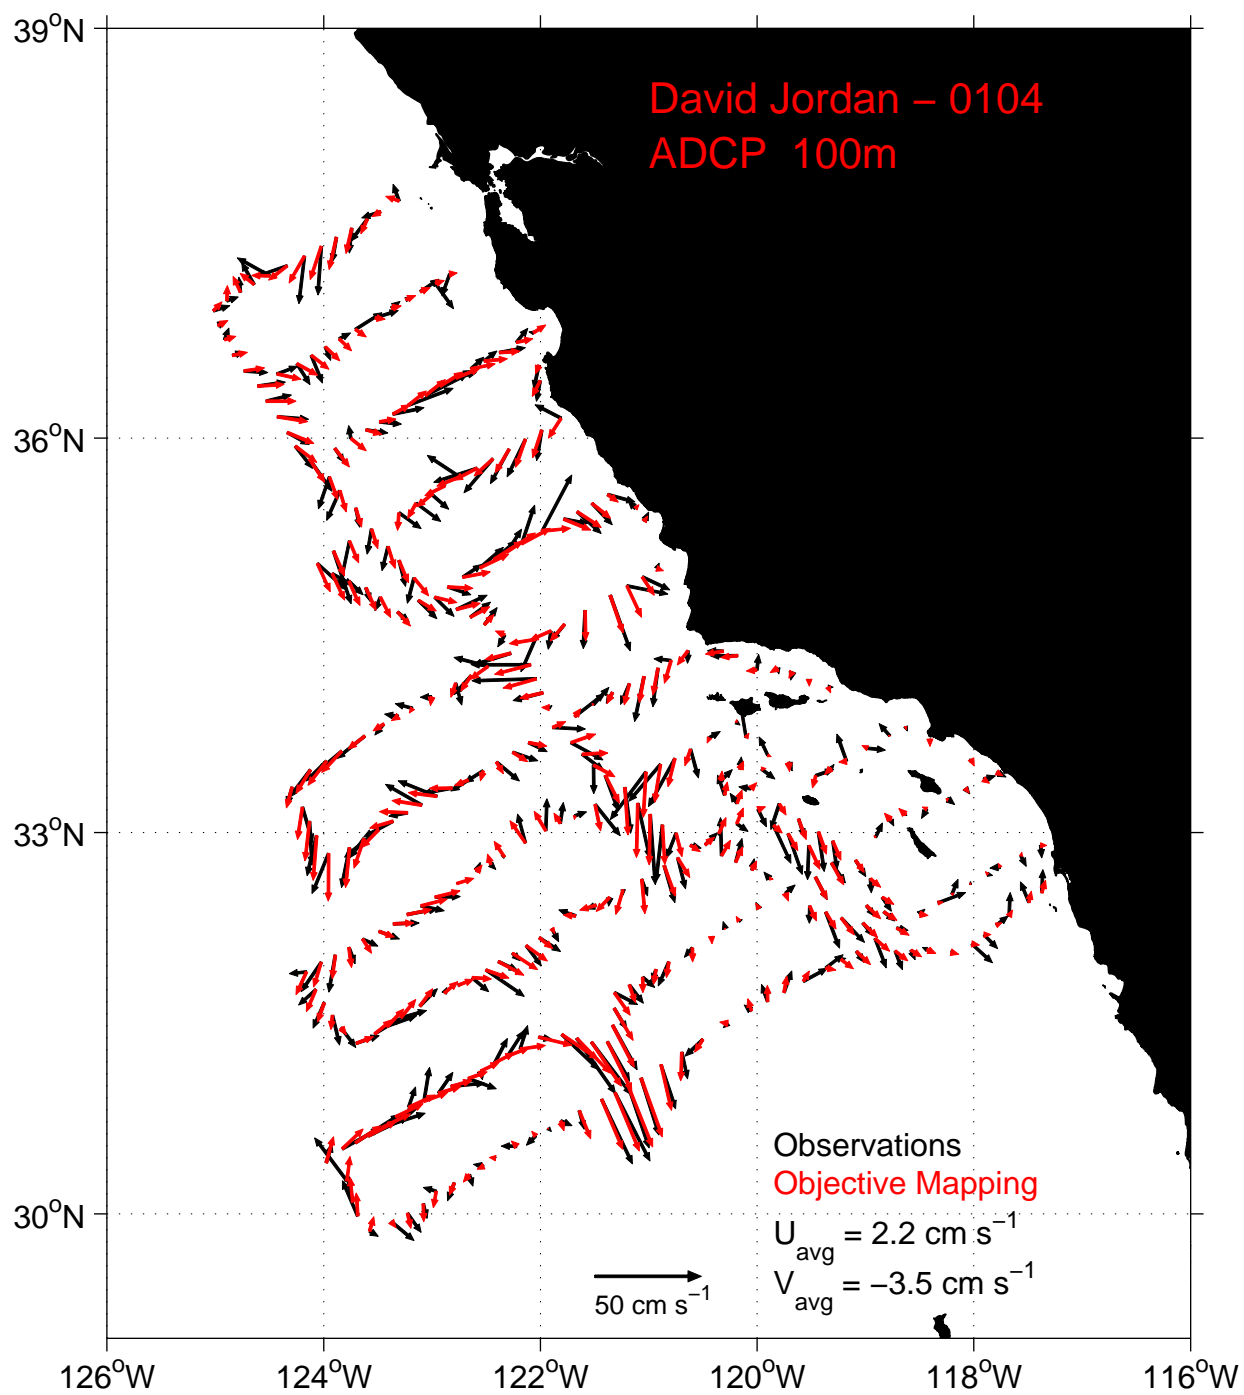 39°N
David Jordan – 0104
ADCP 100m
36°N
33°N
Observations
Objective Mapping
30°N
U_avg = 2.2 cm s⁻¹
V_avg = −3.5 cm s⁻¹
50 cm s⁻¹
126°W 124°W 122°W 120°W 118°W 116°W